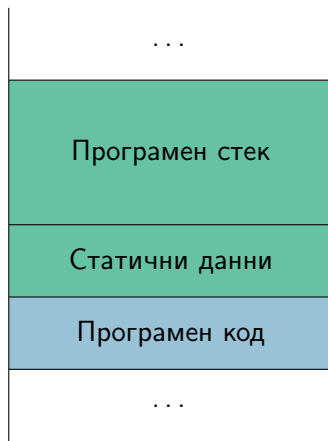 ...
Програмен стек
Статични данни
Програмен код
...